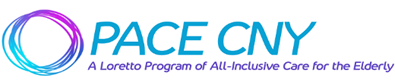 PACE CNY
A Loretto Program of All-Inclusive Care for the Elderly